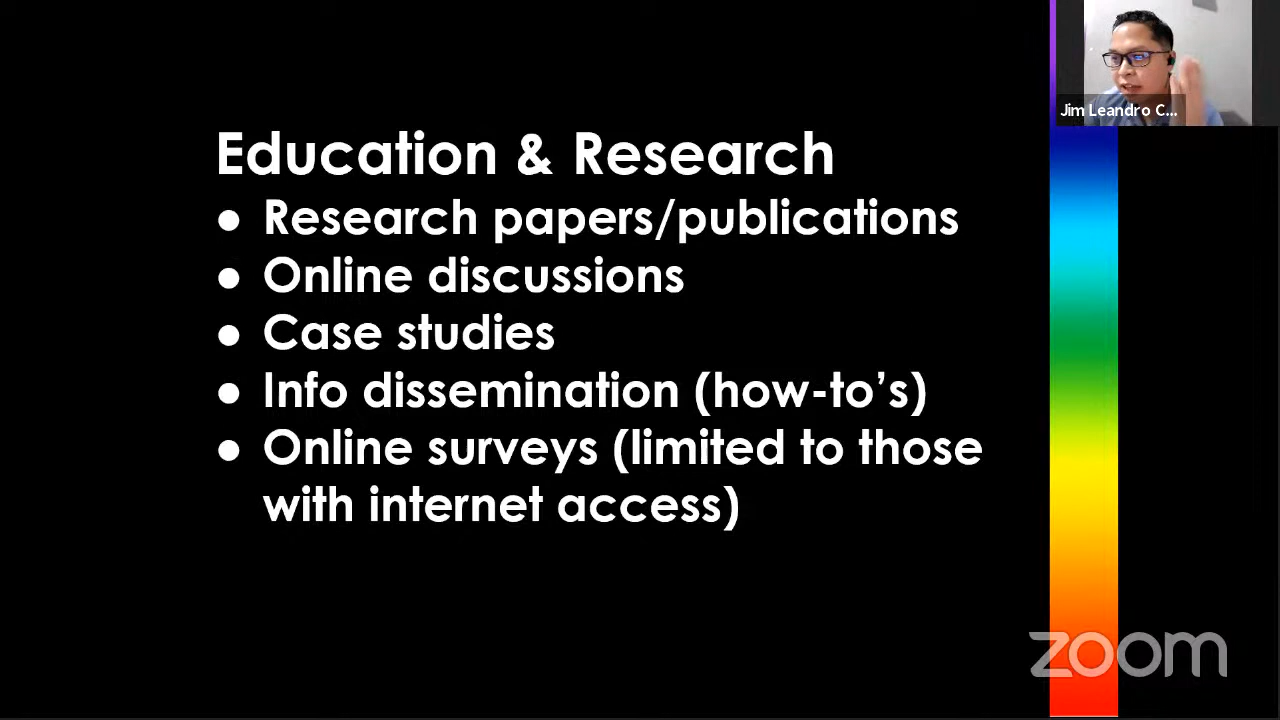 Jim Leandro C...
Education & Research
● Research papers/publications
● Online discussions
● Case studies
● Info dissemination (how-to’s)
● Online surveys (limited to those
with internet access)
zoom